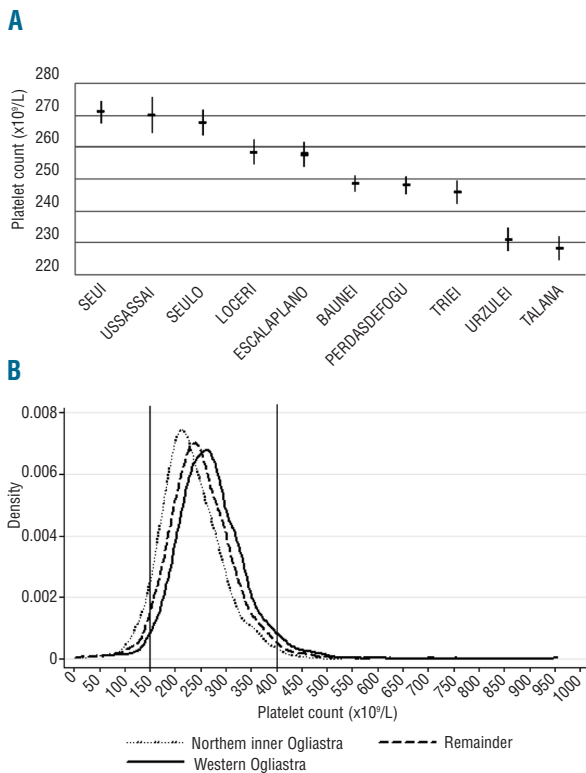 A
Platelet count (x10⁹/L)
280
270
260
250
240
230
220
SEUI
USSASSAI
SEULO
LOCERI
ESCALAPLANO
BAUNEI
PERDASDEFOGU
TRIEI
URZULEI
TALANA
B
Density
0.008
0.006
0.004
0.002
0
0
50
100
150
200
250
300
350
400
450
500
550
600
650
700
750
800
850
900
950
1000
Platelet count (x10⁹/L)
Northem inner Ogliastra
Remainder
Western Ogliastra